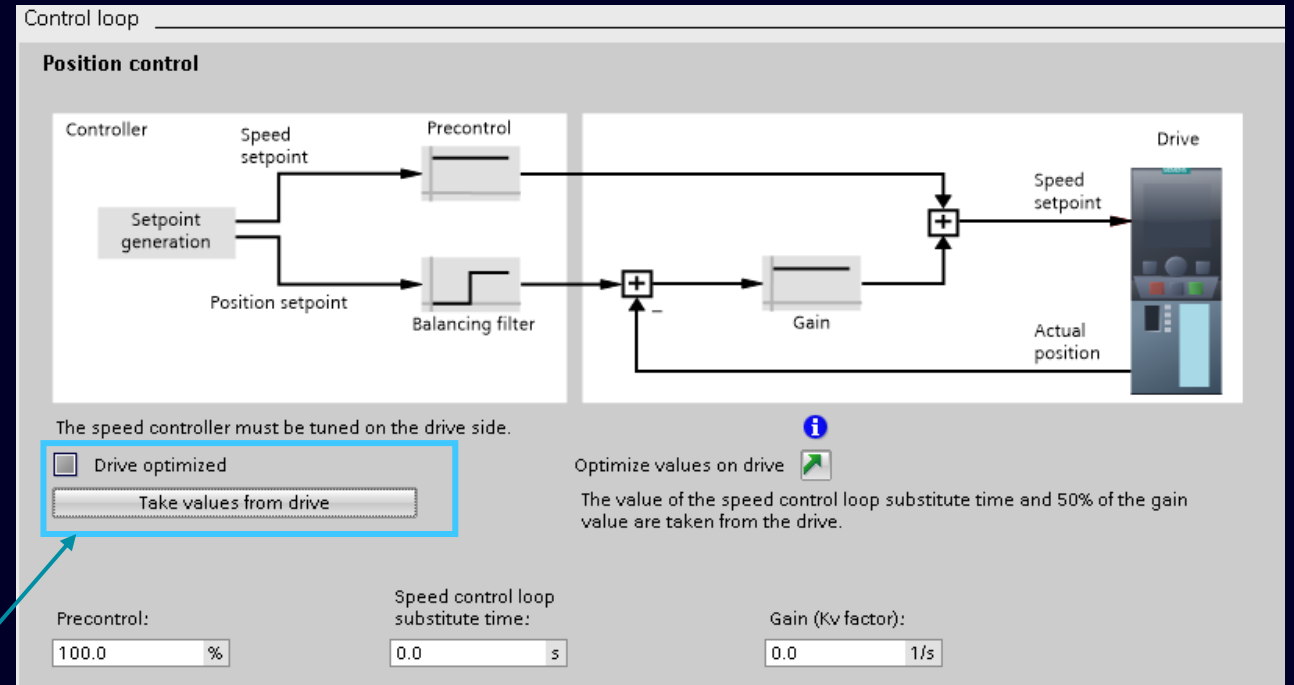 Control loop
Position control
Controller
Speed
setpoint
Precontrol
Setpoint
generation
Position setpoint
Balancing filter
+
+
–
Gain
Speed
setpoint
Drive
SIEMENS
Actual
position
The speed controller must be tuned on the drive side.
i
Drive optimized
Optimize values on drive
Take values from drive
The value of the speed control loop substitute time and 50% of the gain
value are taken from the drive.
Precontrol:
Speed control loop
substitute time:
Gain (Kv factor):
100.0 %
0.0 s
0.0 1/s